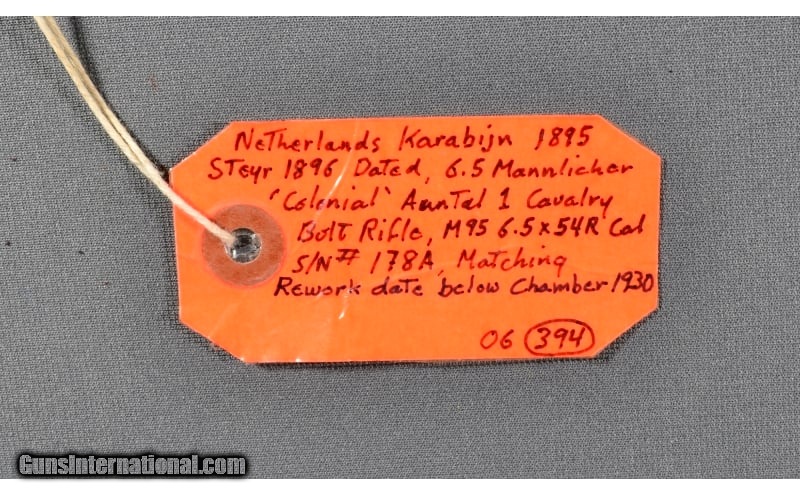 Netherlands Karabijn 1895
Steyr 1896 Dated, 6.5 Mannlicher
'Colonial' Aantal 1 Cavalry
Bolt Rifle, M95 6.5x54R Cal
S/N# 178A, Matching
Rework date below Chamber 1930
06 394
GunsInternational.com